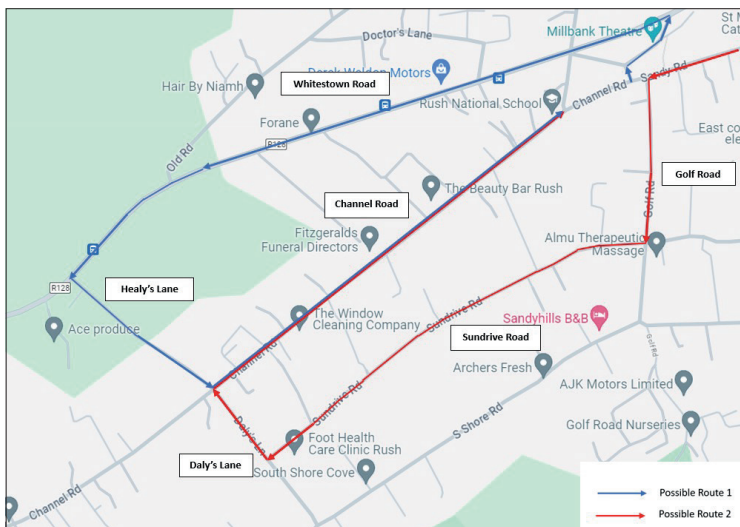 Doctor's Lane
Millbank Theatre
St M
Cat
Derek Weldon Motors
Hair By Niamh
Whitestown Road
Rush National School
Channel Rd
Sandy Rd
Forane
R128
Old Rd
East co
ele
The Beauty Bar Rush
Golf Road
Golf Rd
Channel Road
Fitzgeralds
Funeral Directors
Almu Therapeutic
Massage
R128
Healy's Lane
Ace produce
The Window
Cleaning Company
Sundrive Rd
Sandyhills B&B
Sundrive Road
Channel Rd
Archers Fresh
Golf Rd
Sundrive Rd
S Shore Rd
AJK Motors Limited
Daly's Ln
Foot Health
Care Clinic Rush
Golf Road Nurseries
Daly's Lane
South Shore Cove
Channel Rd
Possible Route 1
Possible Route 2